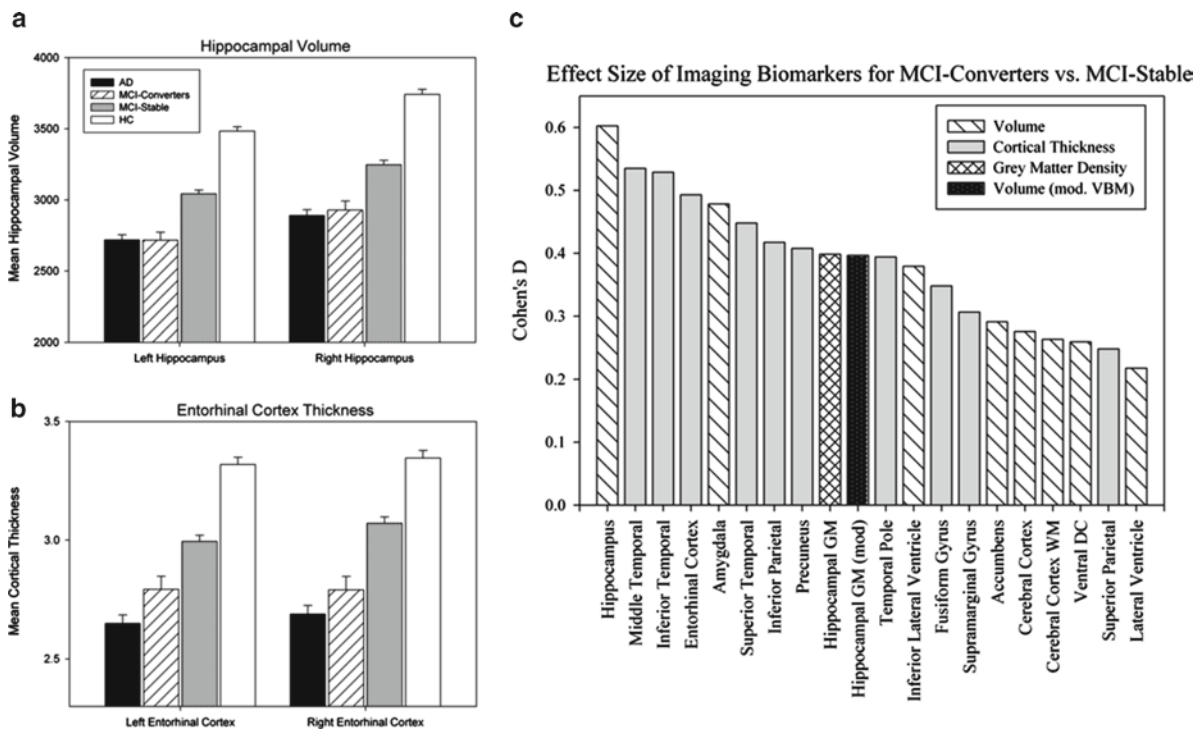 a
Hippocampal Volume
4000
3500
3000
2500
2000
Mean Hippocampal Volume
AD
MCI-Converters
MCI-Stable
HC
Left Hippocampus
Right Hippocampus
b
Entorhinal Cortex Thickness
3.5
3.0
2.5
Mean Cortical Thickness
Left Entorhinal Cortex
Right Entorhinal Cortex
c
Effect Size of Imaging Biomarkers for MCI-Converters vs. MCI-Stable
0.6
0.5
0.4
0.3
0.2
0.1
0.0
Cohen's D
Volume
Cortical Thickness
Grey Matter Density
Volume (mod. VBM)
Hippocampus
Middle Temporal
Inferior Temporal
Entorhinal Cortex
Amygdala
Superior Temporal
Inferior Parietal
Precuneus
Hippocampal GM
Hippocampal GM (mod)
Temporal Pole
Inferior Lateral Ventricle
Fusiform Gyrus
Supramarginal Gyrus
Accumbens
Cerebral Cortex
Cerebral Cortex WM
Ventral DC
Superior Parietal
Lateral Ventricle